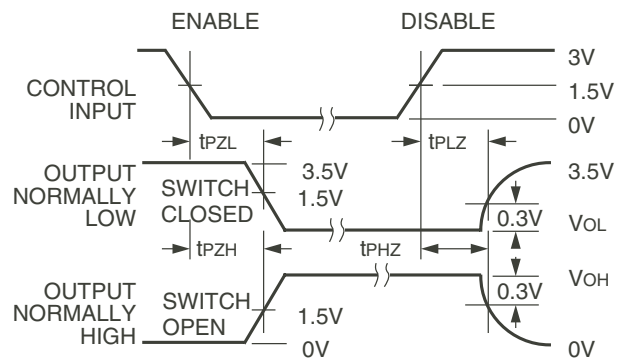 ENABLE DISABLE
3V
CONTROL INPUT 1.5V
0V
tPZL tPLZ
OUTPUT NORMALLY LOW
SWITCH CLOSED
3.5V
1.5V
3.5V
0.3V VOL
tPZH tPHZ
VOH
0.3V
OUTPUT NORMALLY HIGH
SWITCH OPEN
1.5V
0V
0V